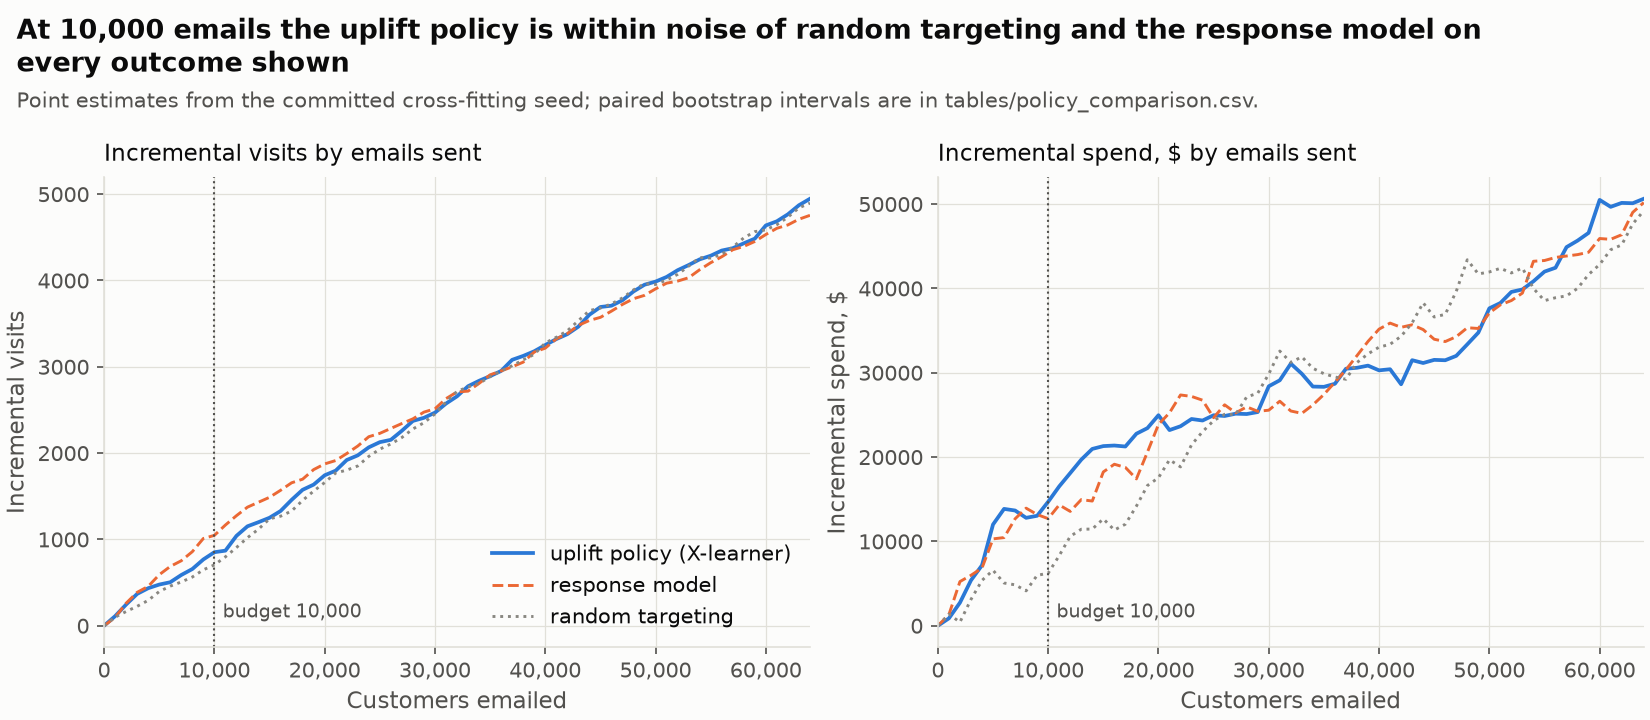 At 10,000 emails the uplift policy is within noise of random targeting and the response model on
every outcome shown
Point estimates from the committed cross-fitting seed; paired bootstrap intervals are in tables/policy_comparison.csv.
Incremental visits by emails sent
Incremental visits
5000
4000
3000
2000
1000
0
budget 10,000
uplift policy (X-learner)
response model
random targeting
0
10,000
20,000
30,000
40,000
50,000
60,000
Customers emailed
Incremental spend, $ by emails sent
Incremental spend, $
50000
40000
30000
20000
10000
0
budget 10,000
0
10,000
20,000
30,000
40,000
50,000
60,000
Customers emailed